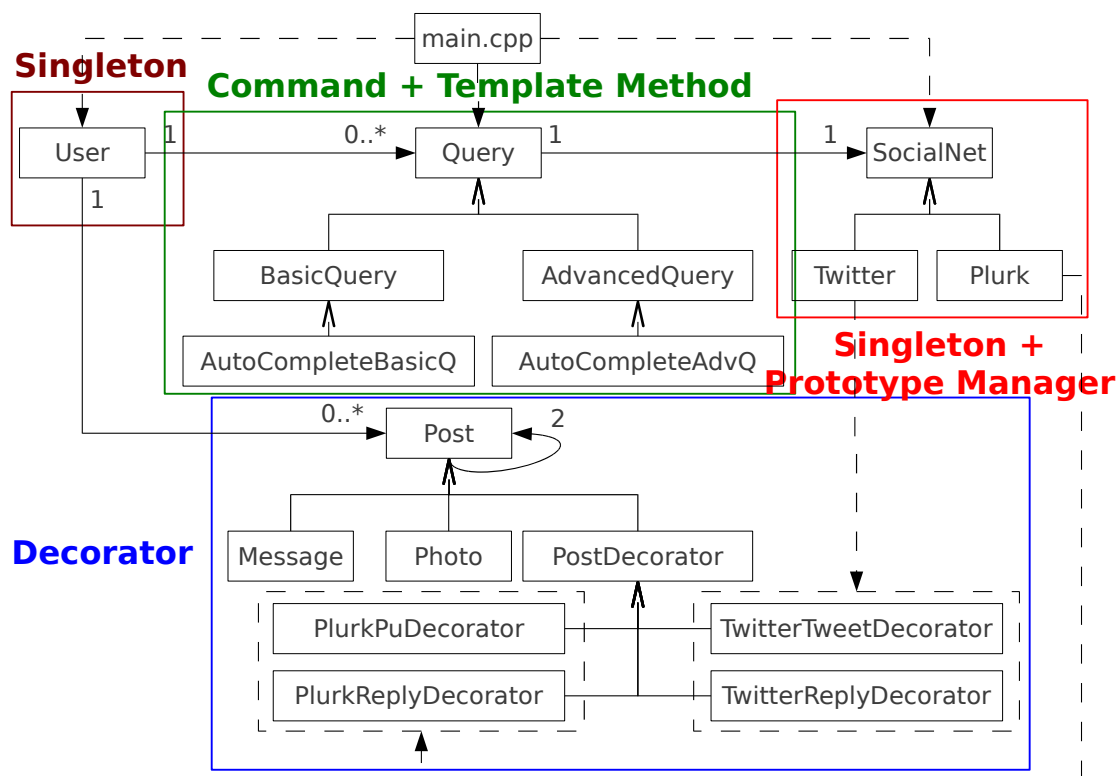 main.cpp
Singleton
Command + Template Method
1
0..*
1
1
User
Query
SocialNet
1
BasicQuery
AdvancedQuery
Twitter
Plurk
AutoCompleteBasicQ
AutoCompleteAdvQ
Singleton +
Prototype Manager
0..*
2
Post
Decorator
Message
Photo
PostDecorator
PlurkPuDecorator
TwitterTweetDecorator
PlurkReplyDecorator
TwitterReplyDecorator